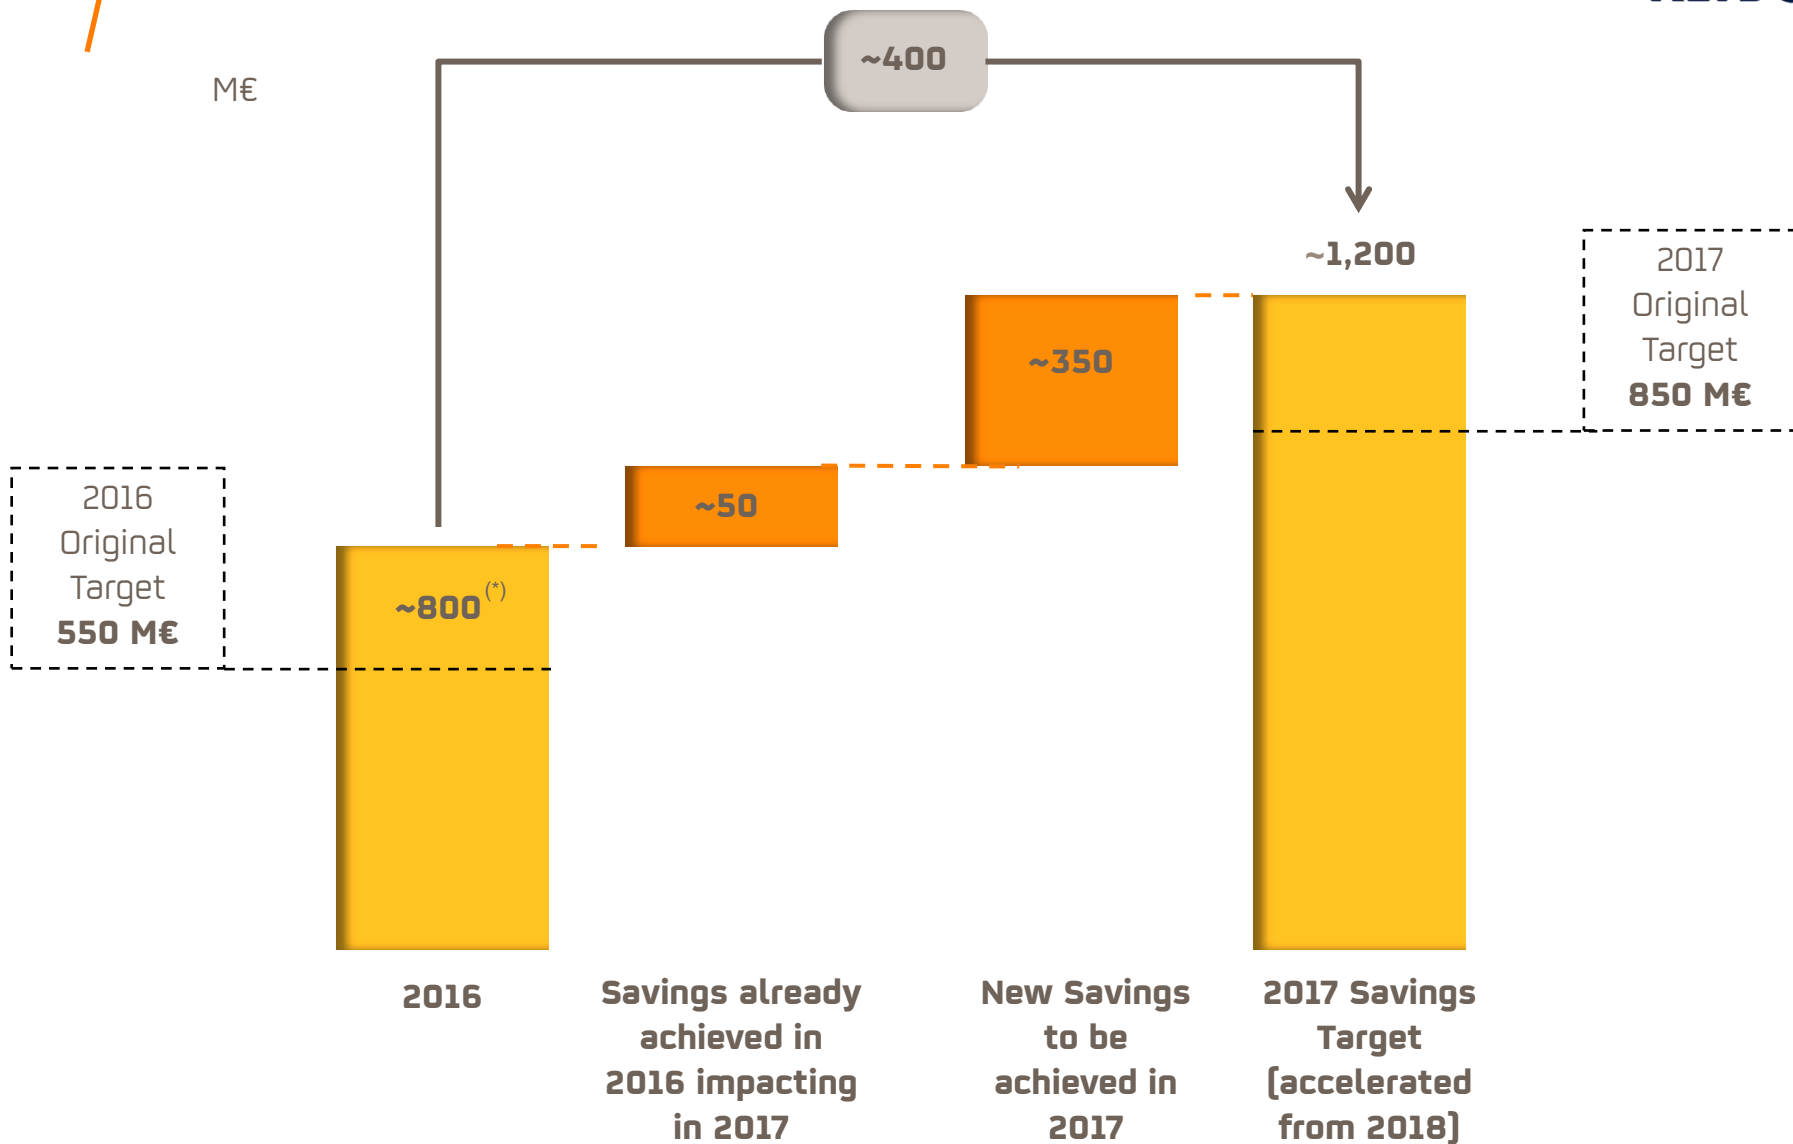 M€
~400
~1,200
2017
Original
Target
850 M€
~350
2016
Original
Target
550 M€
~50
~800(*)
2016
Savings already
achieved in
2016 impacting
in 2017
New Savings
to be
achieved in
2017
2017 Savings
Target
(accelerated
from 2018)